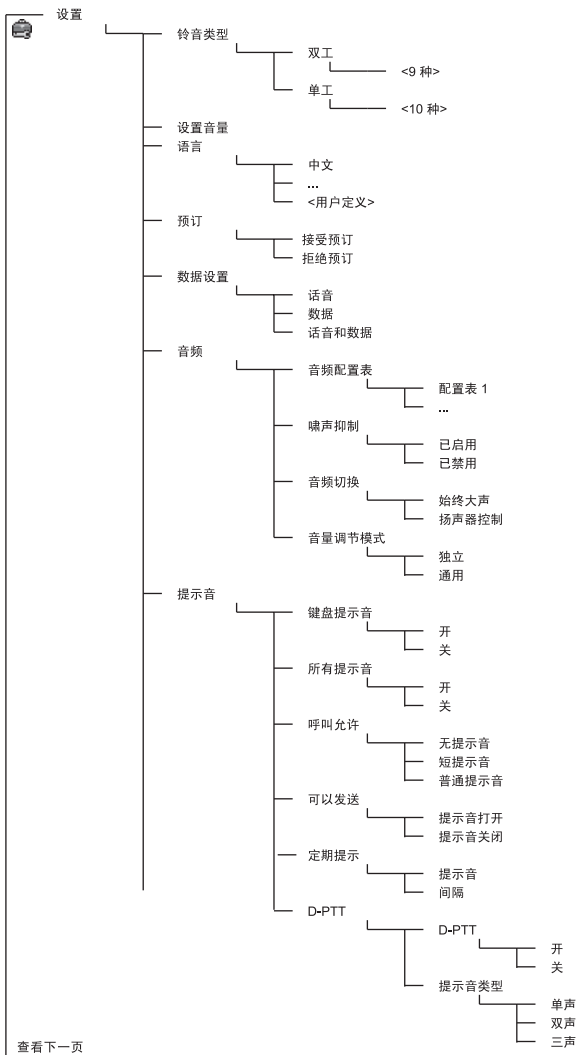 设置
铃音类型
双工
<9 种>
单工
<10 种>
设置音量
语言
中文
...
<用户定义>
预订
接受预订
拒绝预订
数据设置
话音
数据
话音和数据
音频
音频配置表
配置表 1
...
啸声抑制
已启用
已禁用
音频切换
始终大声
扬声器控制
音量调节模式
独立
通用
提示音
键盘提示音
开
关
所有提示音
开
关
呼叫允许
无提示音
短提示音
普通提示音
可以发送
提示音打开
提示音关闭
定期提示
提示音
间隔
D-PTT
D-PTT
开
关
提示音类型
单声
双声
三声
查看下一页